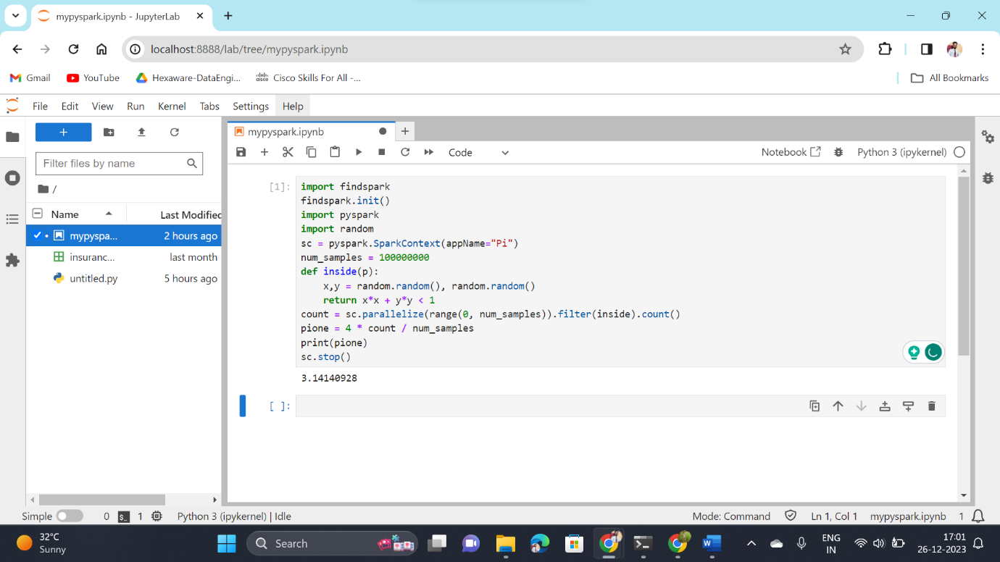 mypyspark.ipynb - JupyterLab
localhost:8888/lab/tree/mypyspark.ipynb
Gmail YouTube Hexaware-DataEngi... Cisco Skills For All -... All Bookmarks
File Edit View Run Kernel Tabs Settings Help
mypyspark.ipynb
Code Notebook Python 3 (ipykernel)
Filter files by name
/
Name Last Modified
mypyspa... 2 hours ago
insuranc... last month
untitled.py 5 hours ago
[1]: import findspark
findspark.init()
import pyspark
import random
sc = pyspark.SparkContext(appName="Pi")
num_samples = 100000000
def inside(p):
    x,y = random.random(), random.random()
    return x*x + y*y < 1
count = sc.parallelize(range(0, num_samples)).filter(inside).count()
pione = 4 * count / num_samples
print(pione)
sc.stop()
3.14140928
[ ]:
Simple 0 $_ 1 Python 3 (ipykernel) | Idle Mode: Command Ln 1, Col 1 mypyspark.ipynb 1
32°C
Sunny
Search
ENG
IN
17:01
26-12-2023